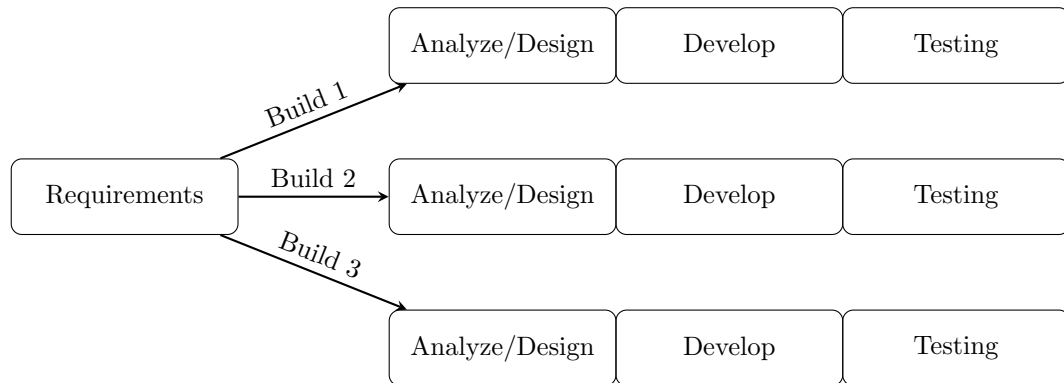 Analyze/Design Develop Testing
Build 1
Requirements Build 2 Analyze/Design Develop Testing
Build 3
Analyze/Design Develop Testing